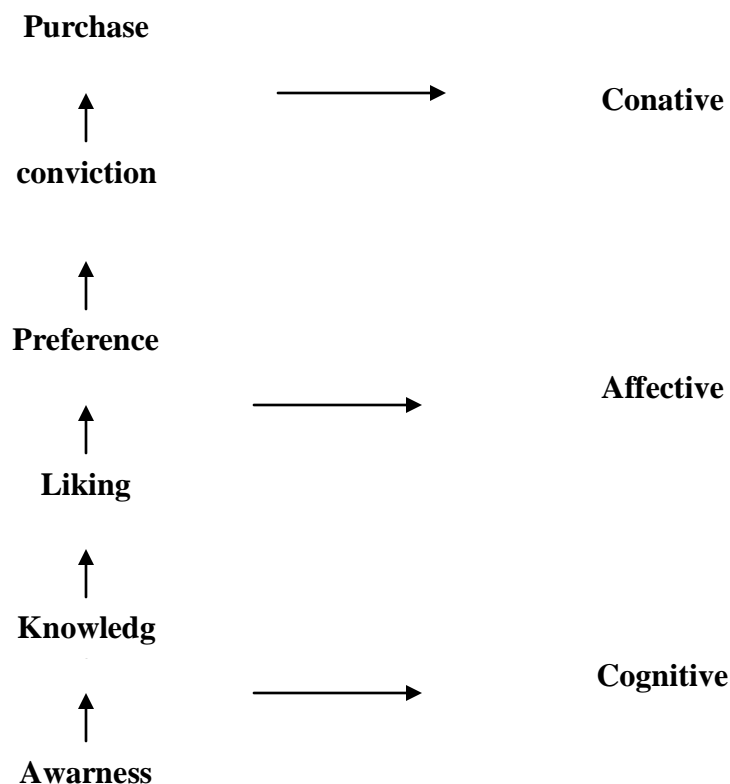 Purchase
Conative
conviction
Preference
Affective
Liking
Knowledg
Cognitive
Awarness